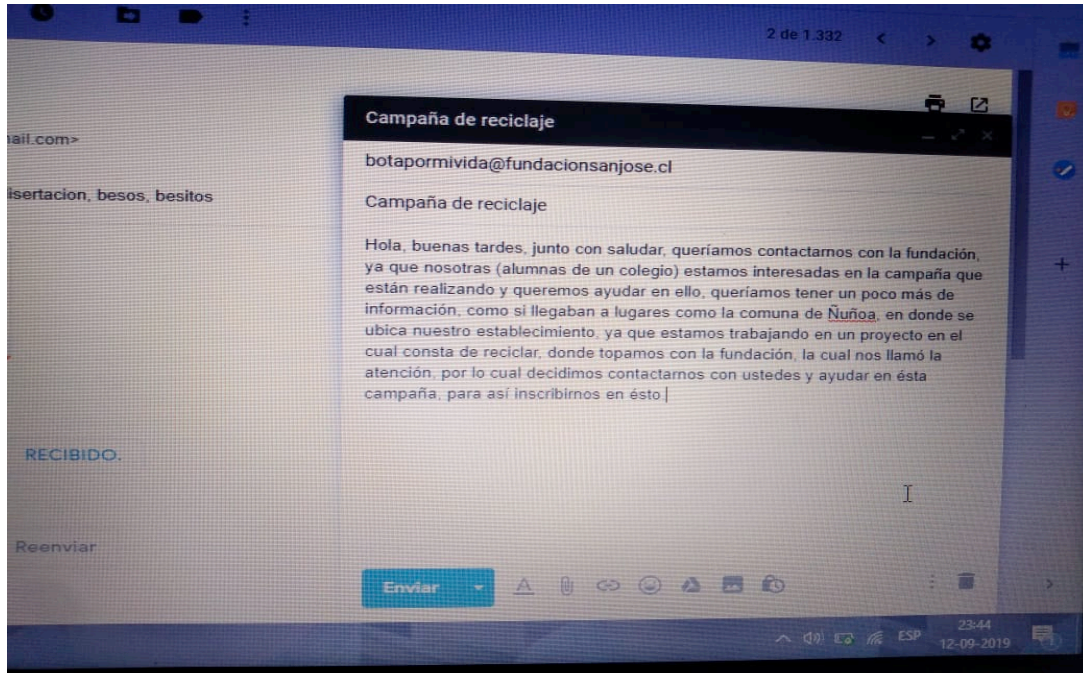 2 de 1.332
ail.com>
isertacion, besos, besitos
RECIBIDO.
Reenviar
Campaña de reciclaje
botapormivida@fundacionsanjose.cl
Campaña de reciclaje
Hola, buenas tardes, junto con saludar, queríamos contactarnos con la fundación,
ya que nosotras (alumnas de un colegio) estamos interesadas en la campaña que
están realizando y queremos ayudar en ello, queríamos tener un poco más de
información, como si llegaban a lugares como la comuna de Ñuñoa, en donde se
ubica nuestro establecimiento, ya que estamos trabajando en un proyecto en el
cual consta de reciclar, donde topamos con la fundación, la cual nos llamó la
atención, por lo cual decidimos contactarnos con ustedes y ayudar en ésta
campaña, para así inscribirnos en ésto
Enviar
ESP
23:44
12-09-2019